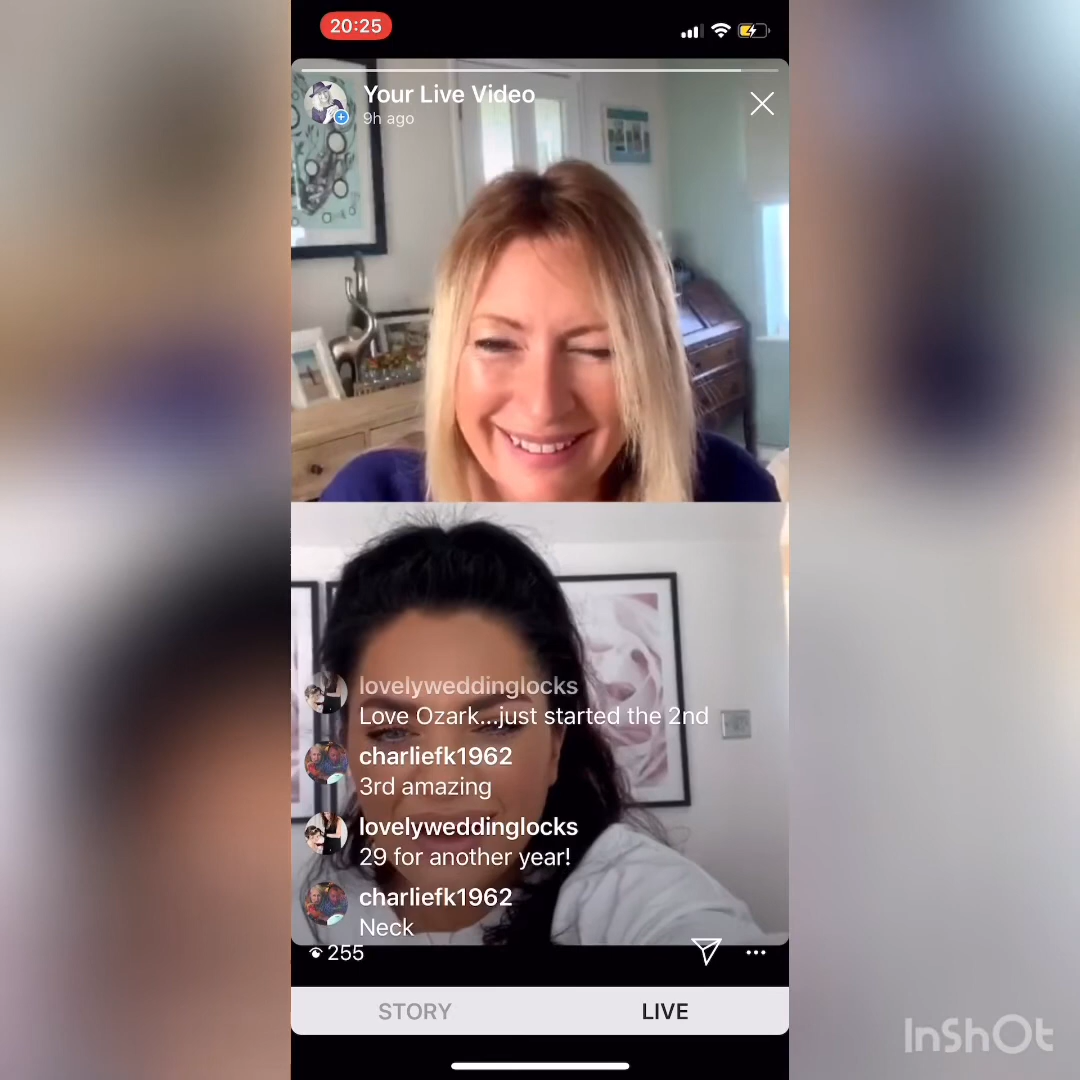 20:25
Your Live Video
9h ago
lovelyweddinglocks
Love Ozark...just started the 2nd
charliefk1962
3rd amazing
lovelyweddinglocks
29 for another year!
charliefk1962
Neck
255
STORY
LIVE
InShOt